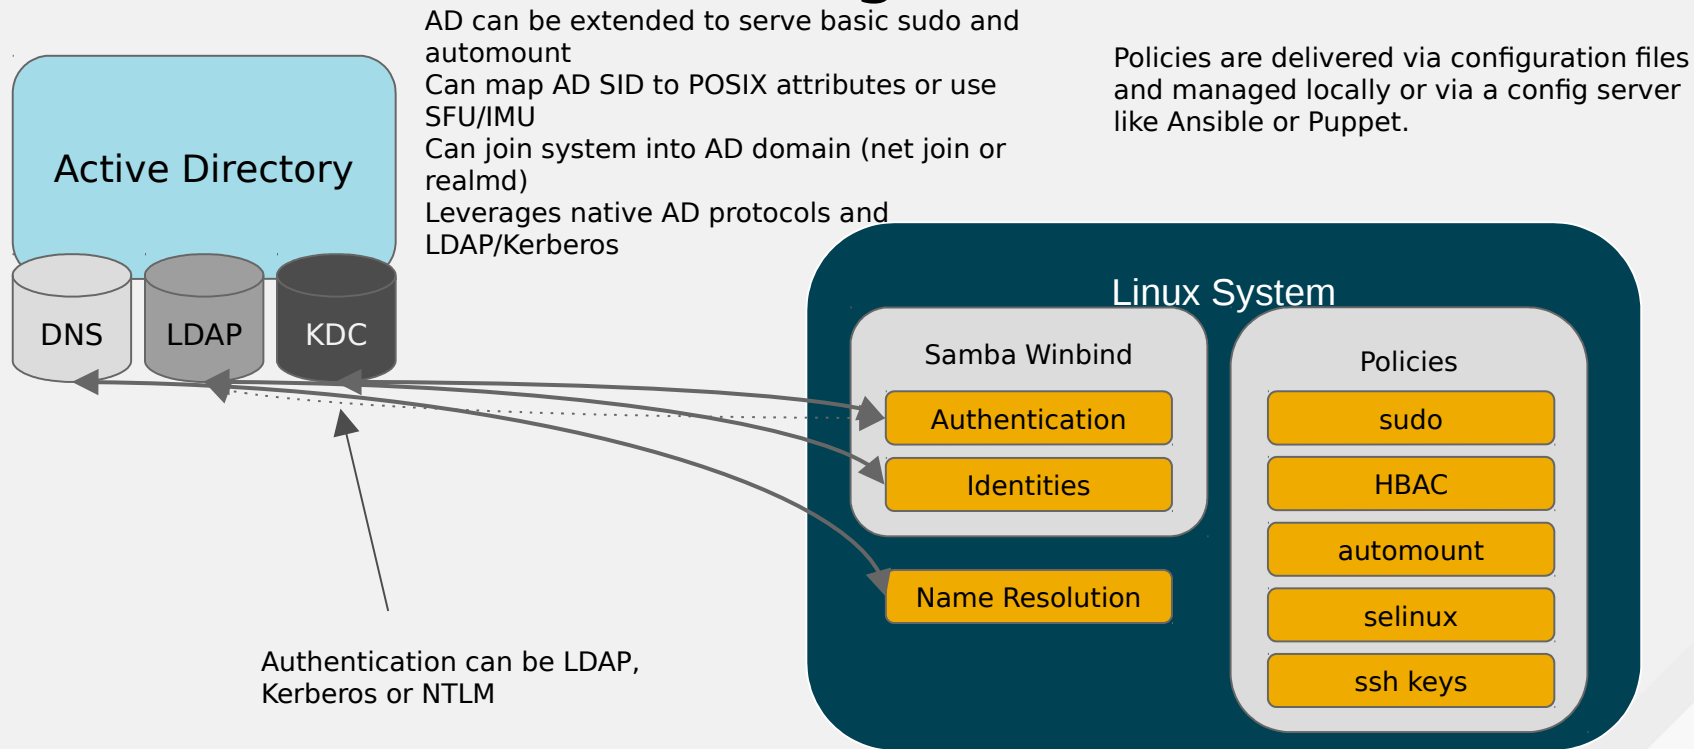 AD can be extended to serve basic sudo and
automount
Can map AD SID to POSIX attributes or use
SFU/IMU
Can join system into AD domain (net join or
realmd)
Leverages native AD protocols and
LDAP/Kerberos
Policies are delivered via configuration files
and managed locally or via a config server
like Ansible or Puppet.
Active Directory
DNS
LDAP
KDC
Linux System
Samba Winbind
Authentication
Identities
Name Resolution
Policies
sudo
HBAC
automount
selinux
ssh keys
Authentication can be LDAP,
Kerberos or NTLM